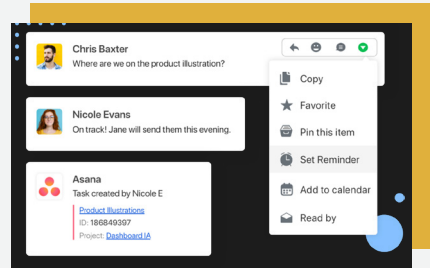 Chris Baxter
Where are we on the product illustration?
Copy
Favorite
Nicole Evans
On track! Jane will send them this evening.
Pin this item
Set Reminder
Asana
Task created by Nicole E
Add to calendar
Product Illustrations
ID: 186849397
Read by
Project: Dashboard IA